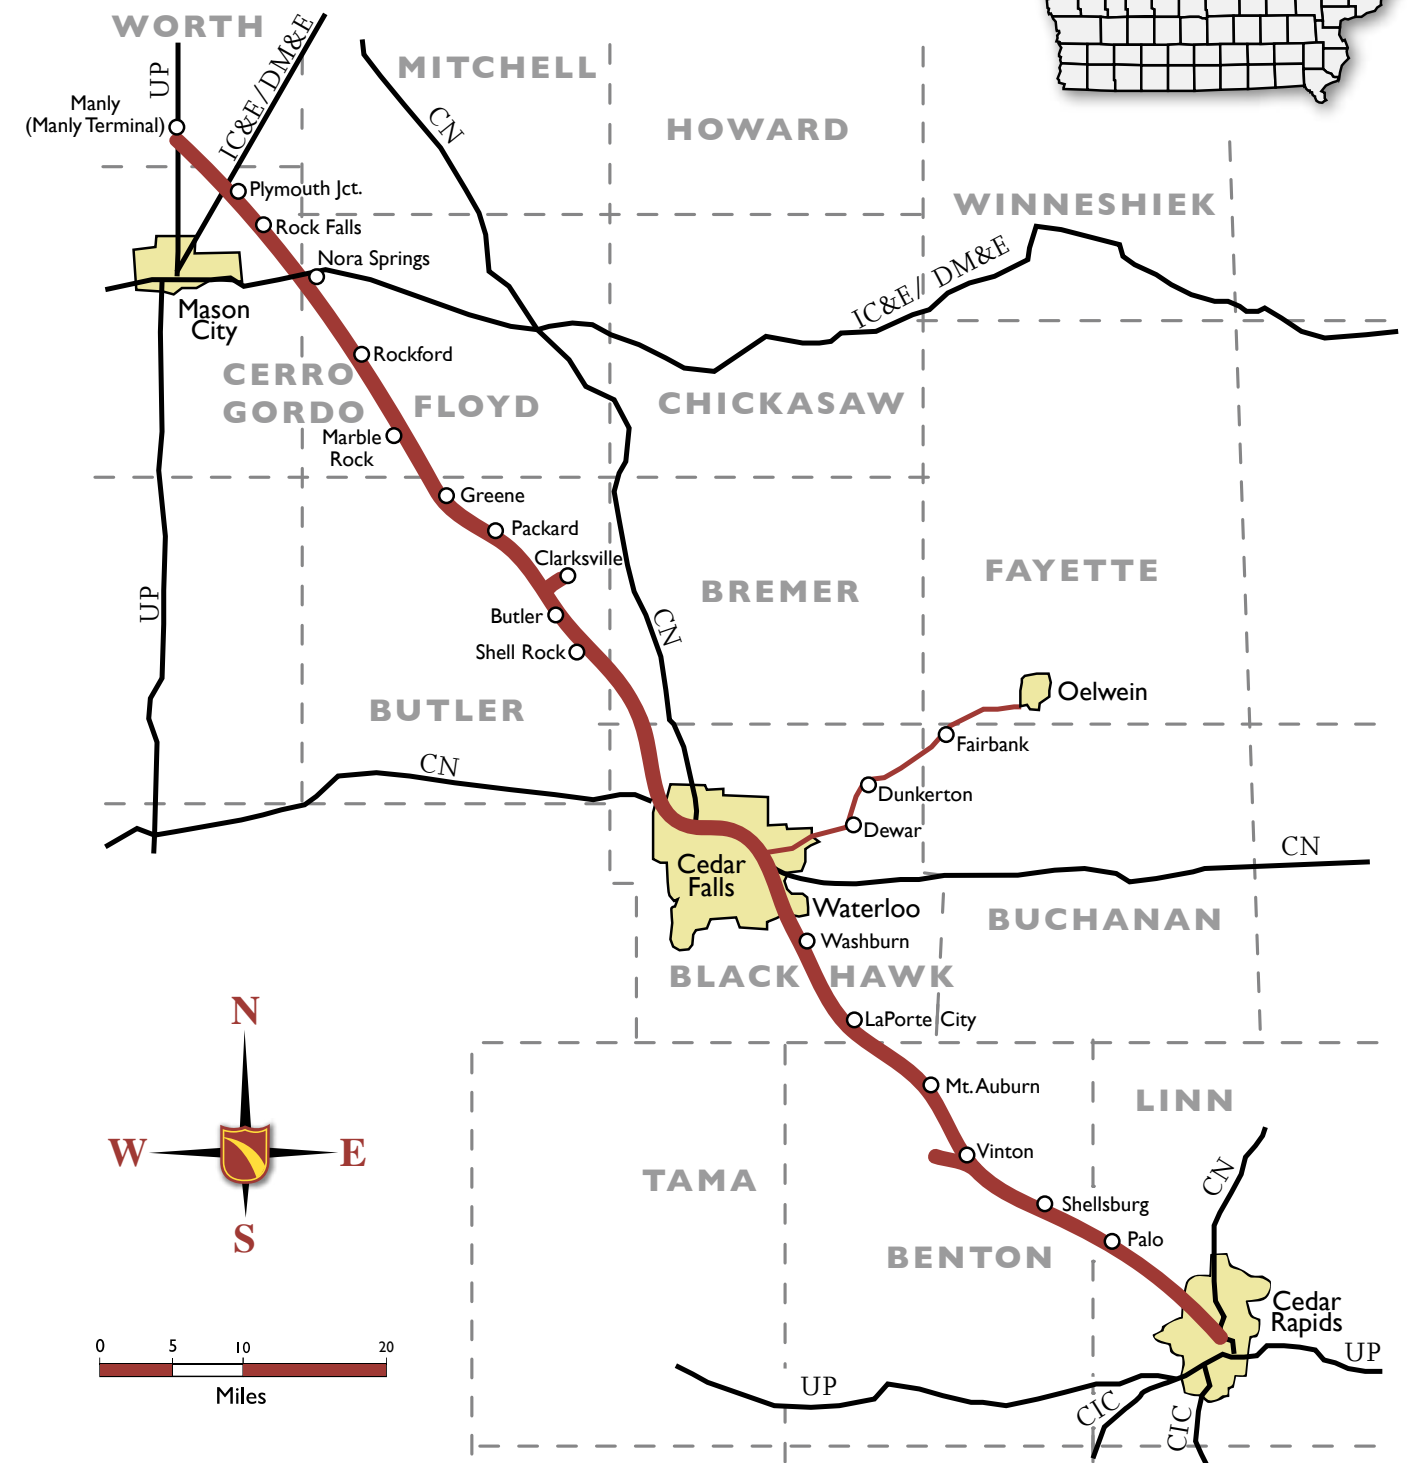 WORTH
UP
IC&E/DM&E
MITCHELL
CN
HOWARD
Manly
(Manly Terminal)
Plymouth Jct.
Rock Falls
Nora Springs
WINNESHIEK
IC&E// DM&E
Mason
City
Rockford
CERRO
GORDO
FLOYD
CHICKASAW
Marble
Rock
Greene
Packard
Clarksville
UP
Butler
Shell Rock
CN
BREMER
FAYETTE
BUTLER
Oelwein
Fairbank
CN
Dunkerton
Dewar
CN
Cedar
Falls
Waterloo
BUCHANAN
Washburn
BLACK HAWK
LaPorte City
N
W
E
S
Mt. Auburn
LINN
Vinton
TAMA
CN
Shellsburg
Palo
BENTON
Cedar
Rapids
0 5 10 20
Miles
UP
UP
CIC
CIC